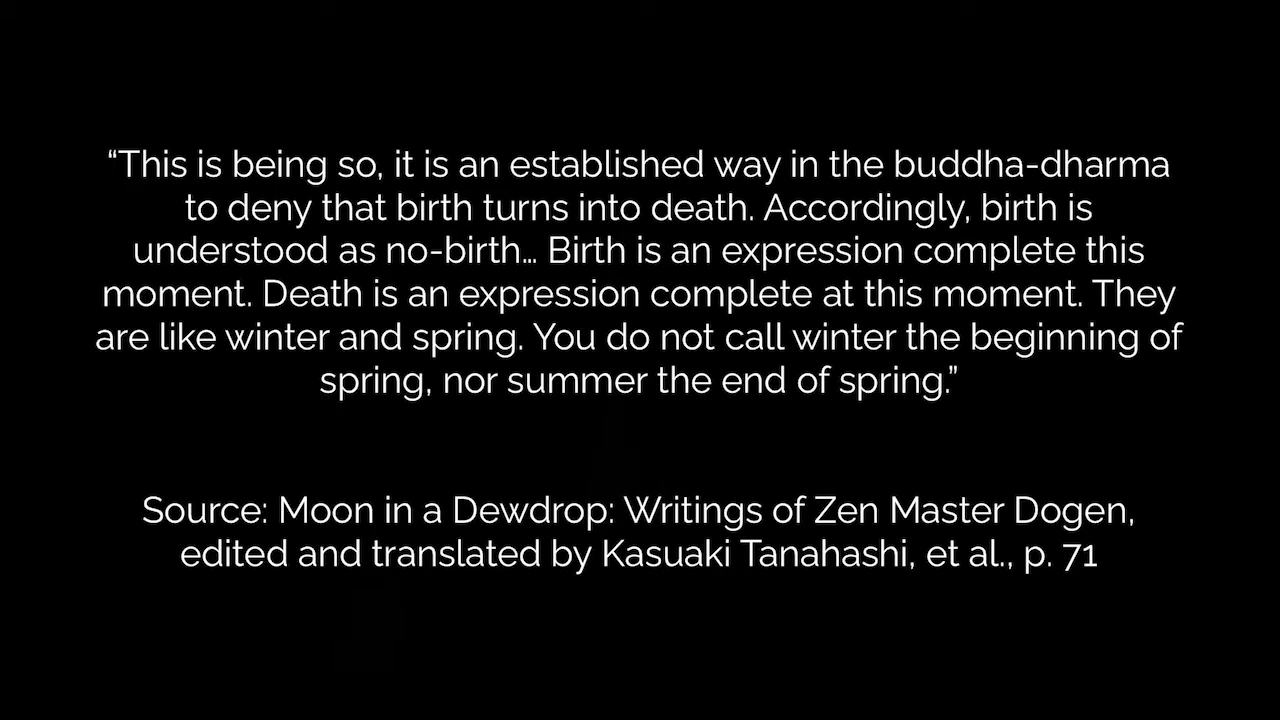 “This is being so, it is an established way in the buddha-dharma
to deny that birth turns into death. Accordingly, birth is
understood as no-birth… Birth is an expression complete this
moment. Death is an expression complete at this moment. They
are like winter and spring. You do not call winter the beginning of
spring, nor summer the end of spring.”
Source: Moon in a Dewdrop: Writings of Zen Master Dogen,
edited and translated by Kasuaki Tanahashi, et al., p. 71